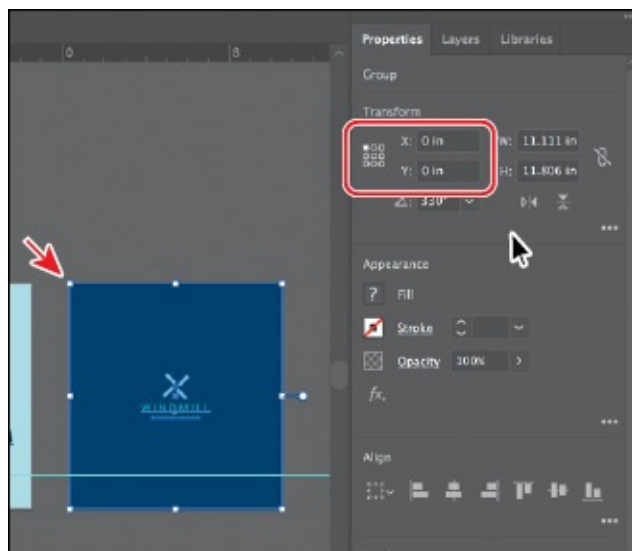 Properties Layers Libraries
0 8
Group
Transform
X: 0 in W: 11.111 in
Y: 0 in H: 11.806 in
330°
Appearance
? Fill
Stroke
Opacity 100%
fx.
WINDMILL
Align